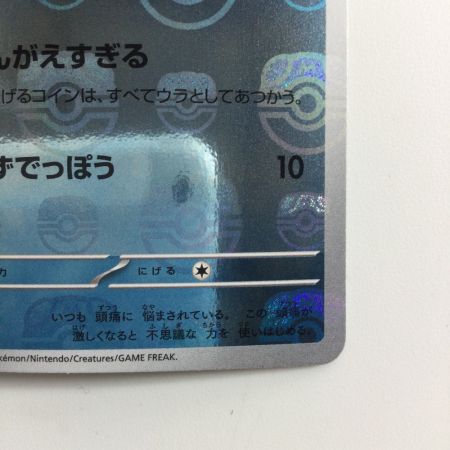 んがえすぎる
げるコインは、すべてウラとしてあつかう。
ずでっぽう 10
力 にげる
いつも 頭痛に 悩まされている。 この 頭痛が
激しくなると 不思議な 力を 使いはじめる。
kémon/Nintendo/Creatures/GAME FREAK.